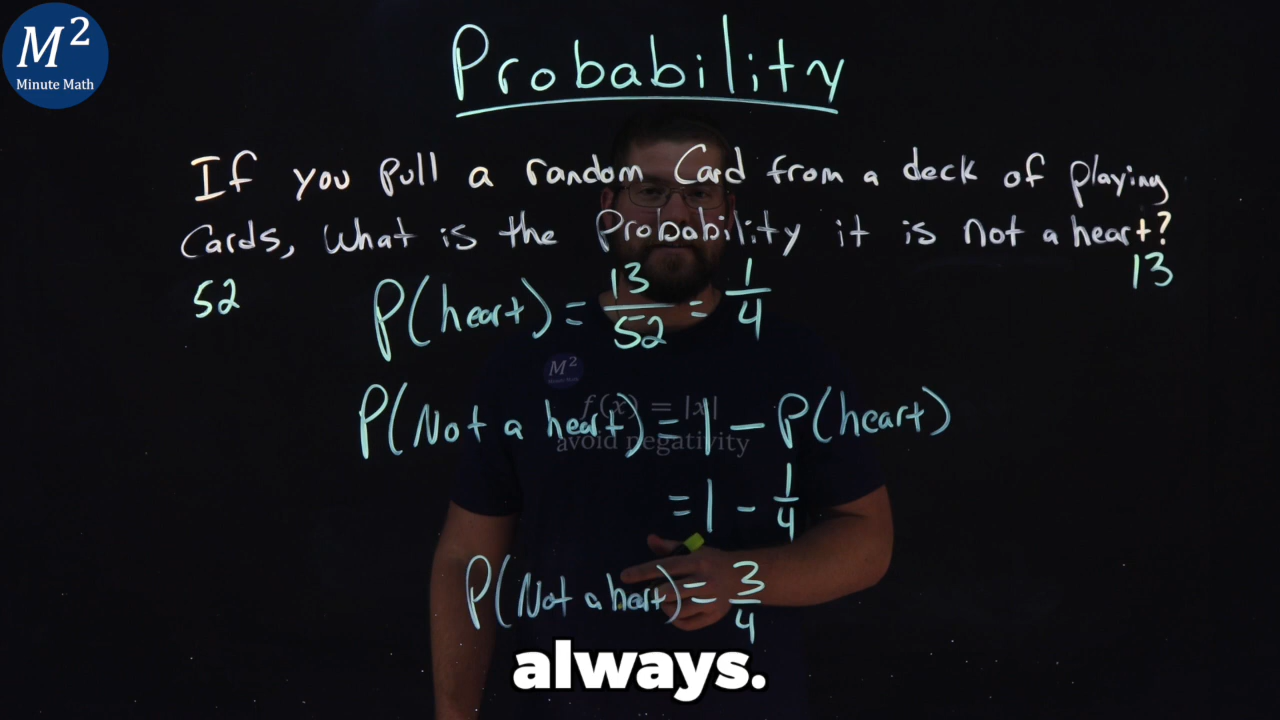 M²
Minute Math
Probability
If you pull a random Card from a deck of playing
Cards, What is the Probability it is not a heart?
52
13
P(heart) = 13/52 = 1/4
M²
Minute Math
f(x) = |x|
avoid negativity
P(Not a heart) = 1 - P(heart)
= 1 - 1/4
P(Not a heart) = 3/4
always.